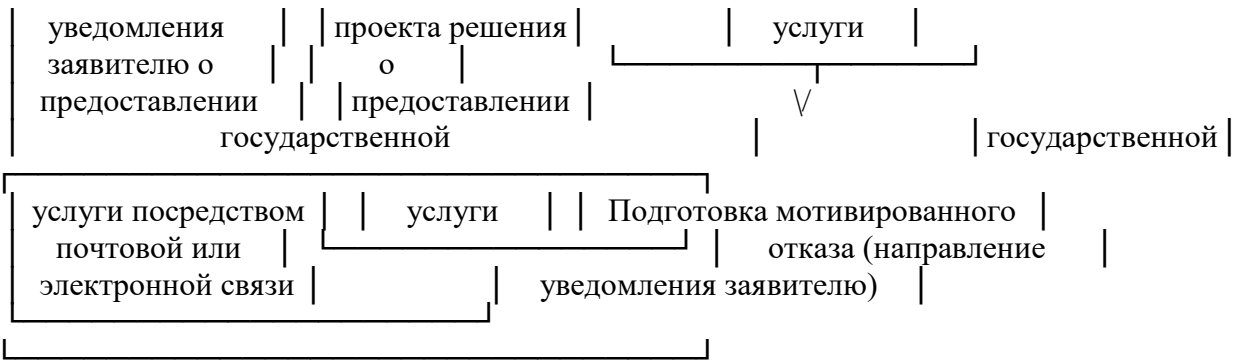 уведомления проекта решения услуги
заявителю о о
предоставлении предоставлении \/
государственной государственной
услуги посредством услуги Подготовка мотивированного
почтовой или отказа (направление
электронной связи уведомления заявителю)